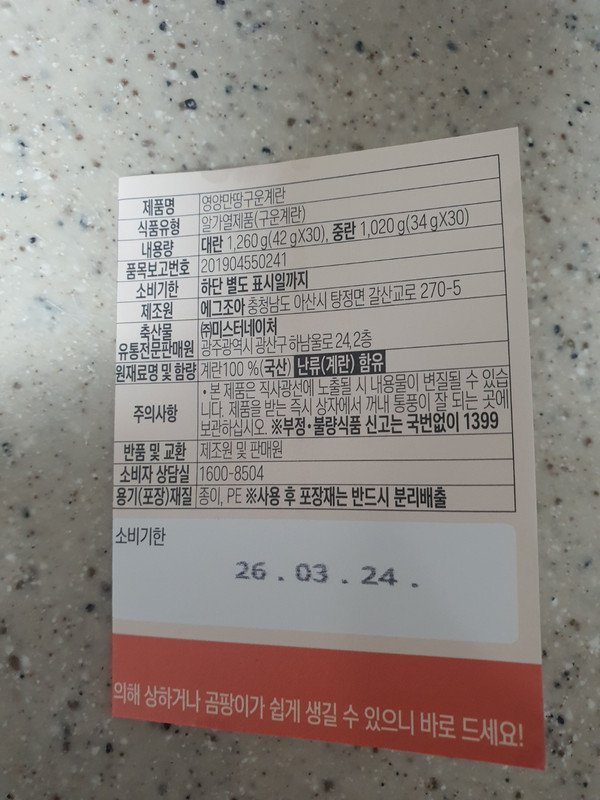 제품명 영양만땅구운계란
식품유형 알가열제품(구운계란)
내용량 대란 1,260g(42gX30), 중란 1,020g(34gX30)
품목보고번호 201904550241
소비기한 하단 별도 표시일까지
제조원 에그조아 충청남도 아산시 탕정면 갈산교로 270-5
축산물 ㈜미스터네이처
유통전문판매원 광주광역시 광산구 하남울로 24, 2층
원재료명 및 함량 계란100%(국산) 난류(계란) 함유
• 본 제품은 직사광선에 노출될 시 내용물이 변질될 수 있습
니다. 제품을 받는 즉시 상자에서 꺼내 통풍이 잘 되는 곳에
주의사항
보관하십시오 ※부정·불량식품 신고는 국번없이 1399
반품 및 교환 제조원 및 판매원
소비자 상담실 1600-8504
용기(포장)재질 종이, PE ※사용 후 포장재는 반드시 분리배출
소비기한
26 . 03 . 24 .
의해 상하거나 곰팡이가 쉽게 생길 수 있으니 바로 드세요!